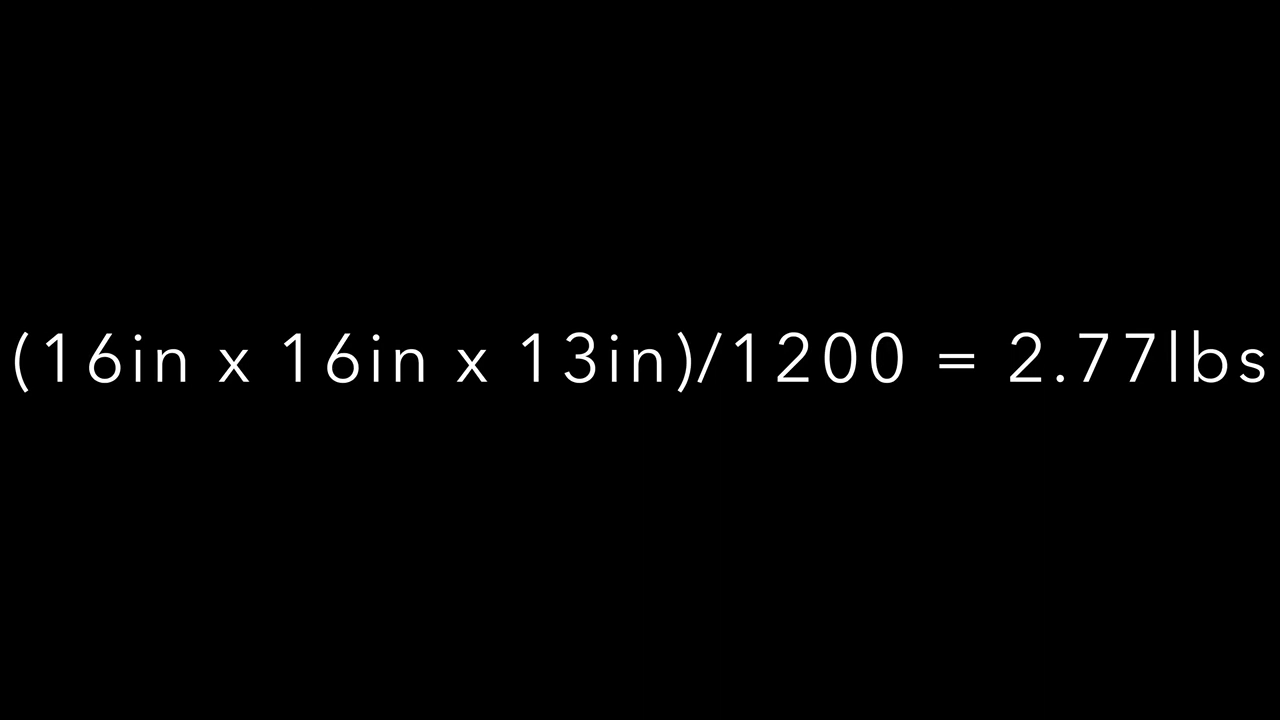 (16in x 16in x 13in)/1200 = 2.77lbs